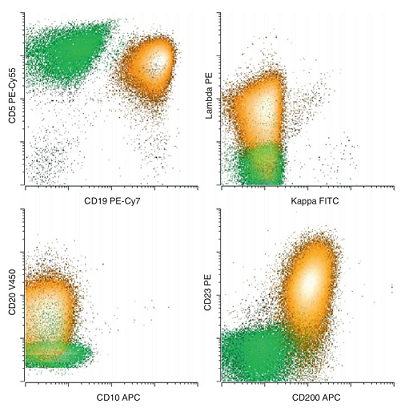 CD5 PE-Cy55
CD19 PE-Cy7
Lambda PE
Kappa FITC
CD20 V450
CD10 APC
CD23 PE
CD200 APC